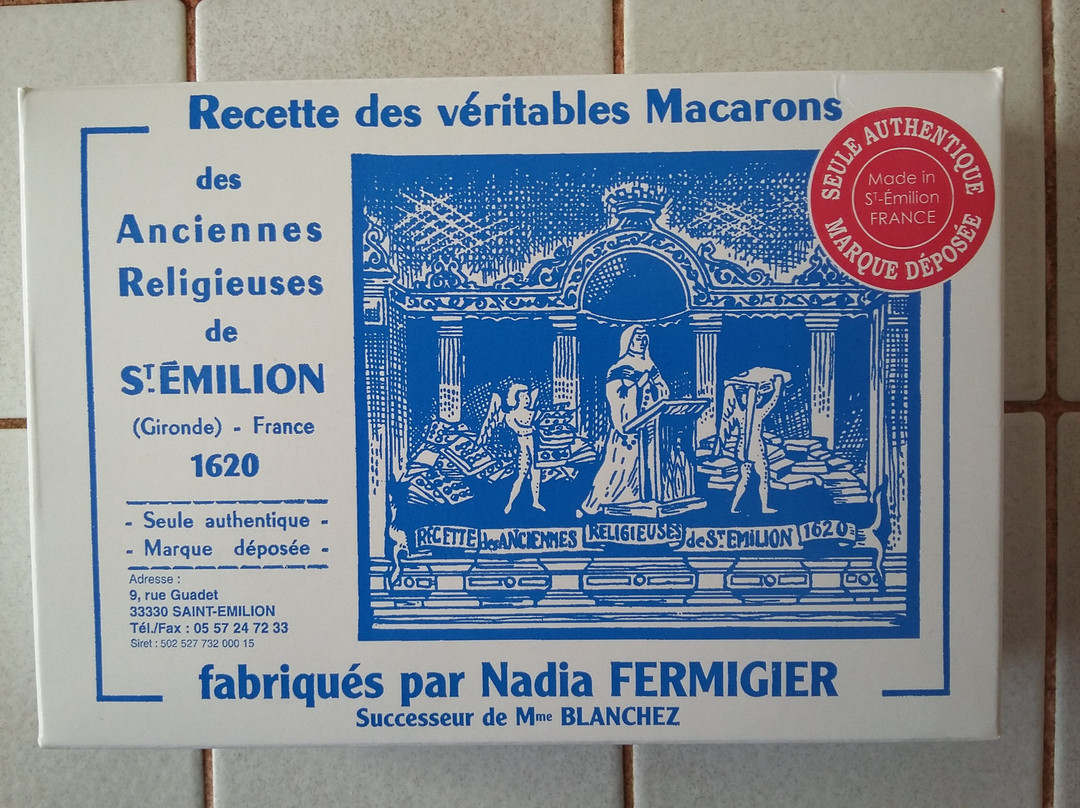 Recette des véritables Macarons
des
Anciennes
Religieuses
de
ST. ÉMILION
(Gironde) - France
1620
- Seule authentique -
- Marque déposée -
Adresse :
9, rue Guadet
33330 SAINT-EMILION
Tél./Fax : 05 57 24 72 33
Siret : 502 527 732 000 15
SEULE AUTHENTIQUE
Made in
ST-Émilion
FRANCE
MARQUE DÉPOSÉE
RECETTE des ANCIENNES RELIGIEUSES de ST EMILION 1620
fabriqués par Nadia FERMIGIER
Successeur de Mme BLANCHEZ